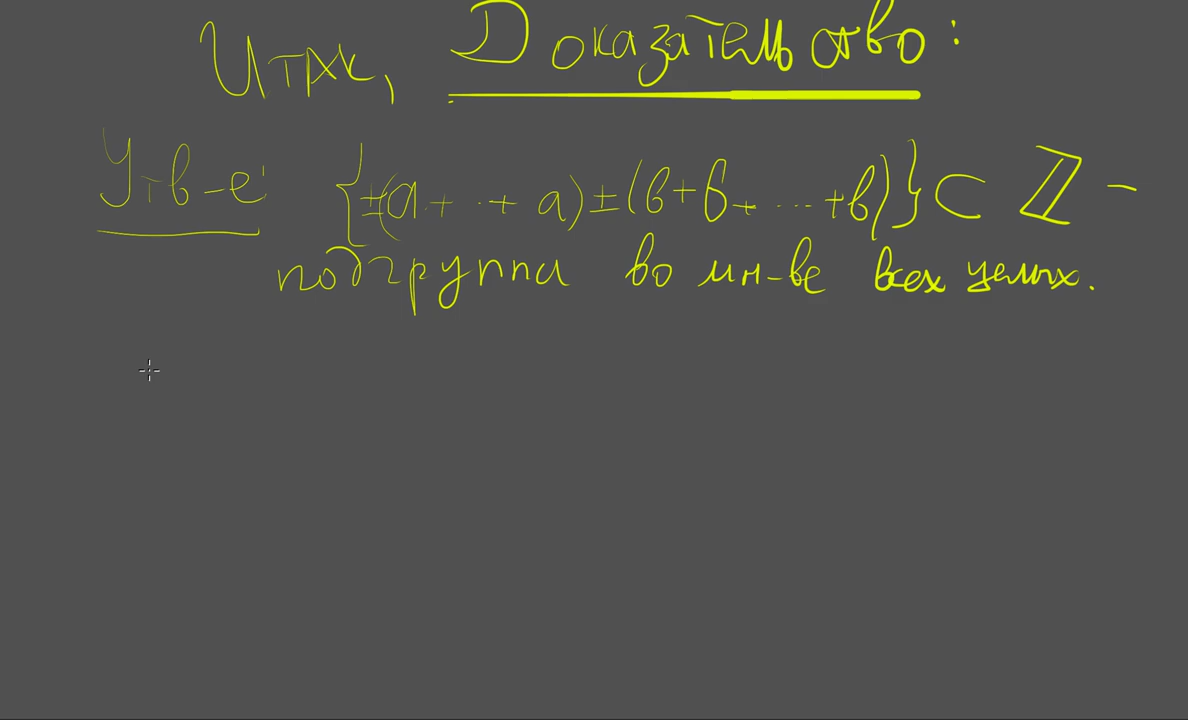 Итак, Доказательство:
Утв-е: {±(a+..+a)±(b+b+...+b)}⊂ℤ-
подгруппа во мн-ве всех целых.